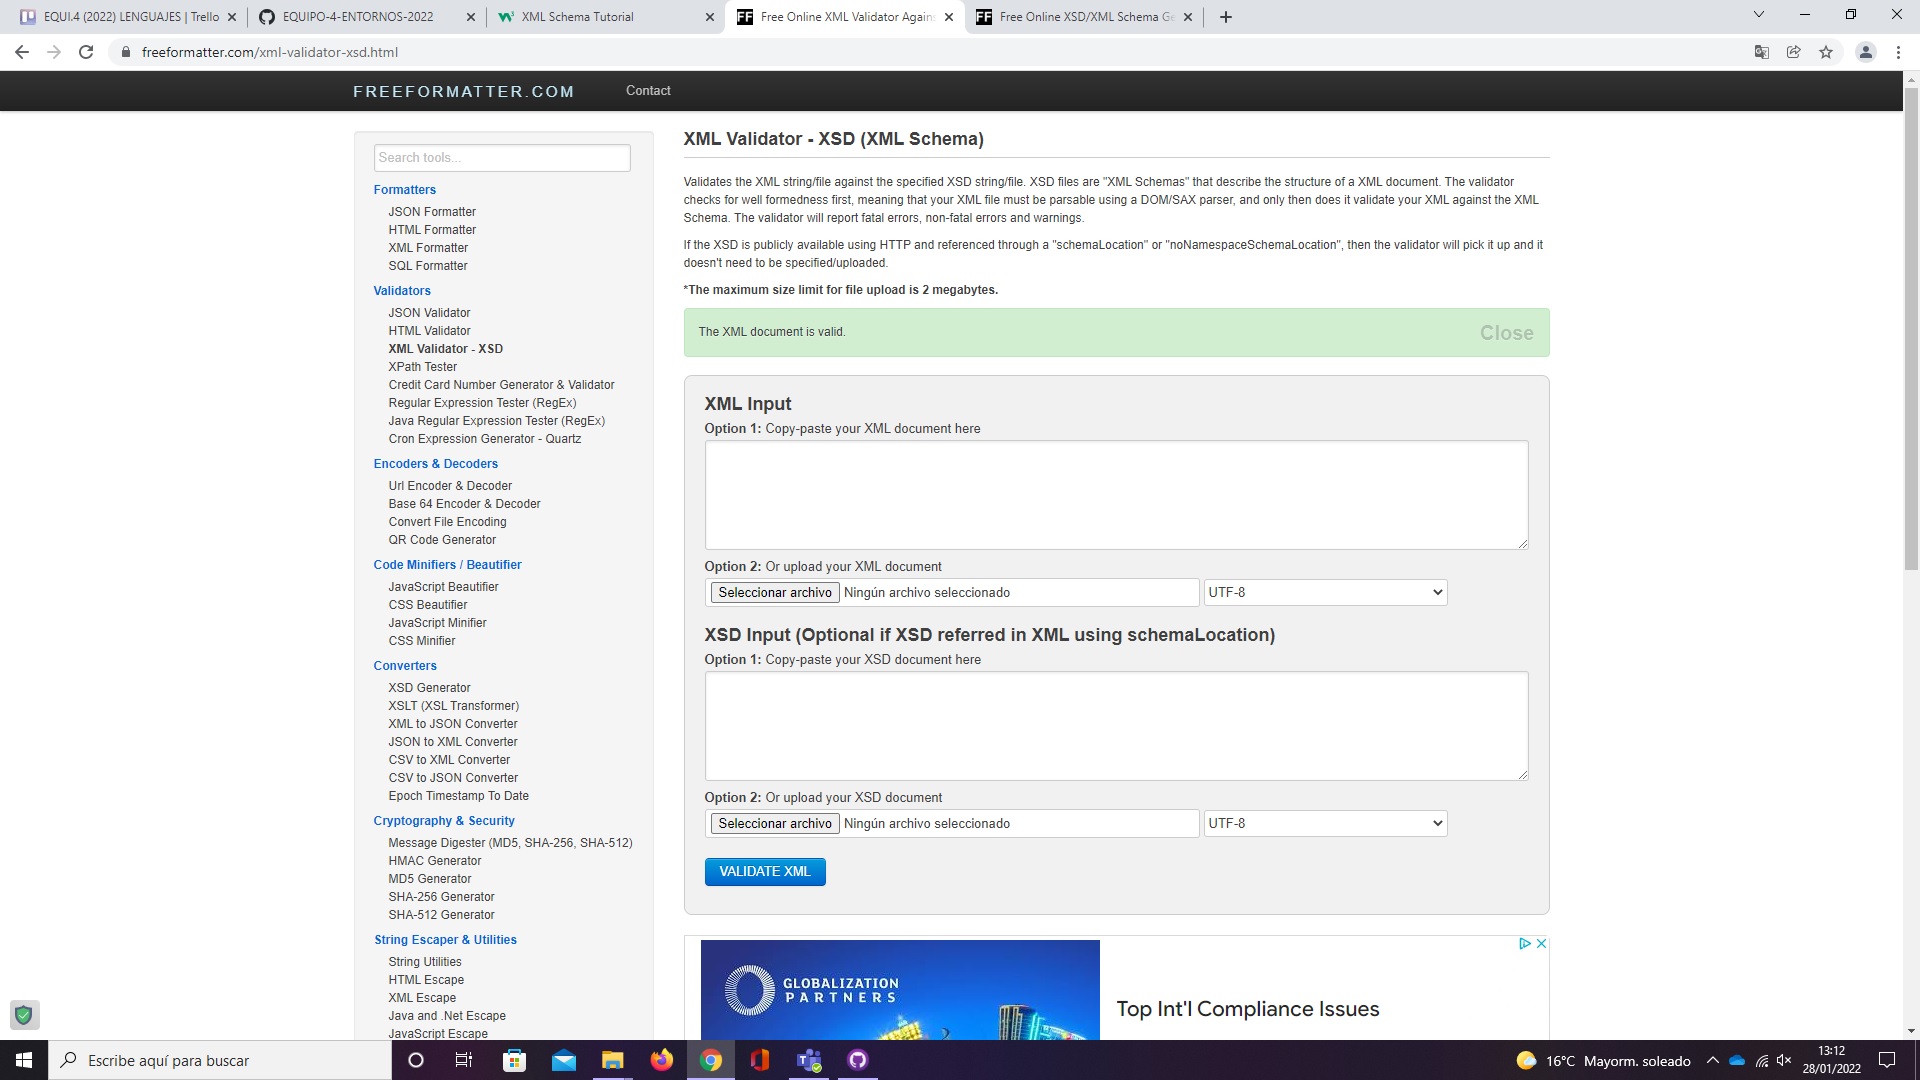 EQUI.4 (2022) LENGUAJES | Trello
EQUIPO-4-ENTORNOS-2022
XML Schema Tutorial
Free Online XML Validator Agains
Free Online XSD/XML Schema Ge
freeformatter.com/xml-validator-xsd.html
FREEFORMATTER.COM
Contact
Search tools...
Formatters
JSON Formatter
HTML Formatter
XML Formatter
SQL Formatter
Validators
JSON Validator
HTML Validator
XML Validator - XSD
XPath Tester
Credit Card Number Generator & Validator
Regular Expression Tester (RegEx)
Java Regular Expression Tester (RegEx)
Cron Expression Generator - Quartz
Encoders & Decoders
Url Encoder & Decoder
Base 64 Encoder & Decoder
Convert File Encoding
QR Code Generator
Code Minifiers / Beautifier
JavaScript Beautifier
CSS Beautifier
JavaScript Minifier
CSS Minifier
Converters
XSD Generator
XSLT (XSL Transformer)
XML to JSON Converter
JSON to XML Converter
CSV to XML Converter
CSV to JSON Converter
Epoch Timestamp To Date
Cryptography & Security
Message Digester (MD5, SHA-256, SHA-512)
HMAC Generator
MD5 Generator
SHA-256 Generator
SHA-512 Generator
String Escaper & Utilities
String Utilities
HTML Escape
XML Escape
Java and .Net Escape
JavaScript Escape
XML Validator - XSD (XML Schema)
Validates the XML string/file against the specified XSD string/file. XSD files are "XML Schemas" that describe the structure of a XML document. The validator
checks for well formedness first, meaning that your XML file must be parsable using a DOM/SAX parser, and only then does it validate your XML against the XML
Schema. The validator will report fatal errors, non-fatal errors and warnings.
If the XSD is publicly available using HTTP and referenced through a "schemaLocation" or "noNamespaceSchemaLocation", then the validator will pick it up and it
doesn't need to be specified/uploaded.
*The maximum size limit for file upload is 2 megabytes.
The XML document is valid.
Close
XML Input
Option 1: Copy-paste your XML document here
Option 2: Or upload your XML document
Seleccionar archivo Ningún archivo seleccionado
UTF-8
XSD Input (Optional if XSD referred in XML using schemaLocation)
Option 1: Copy-paste your XSD document here
Option 2: Or upload your XSD document
Seleccionar archivo Ningún archivo seleccionado
UTF-8
VALIDATE XML
GLOBALIZATION
PARTNERS
Top Int'l Compliance Issues
Escribe aquí para buscar
16°C Mayorm. soleado
13:12
28/01/2022